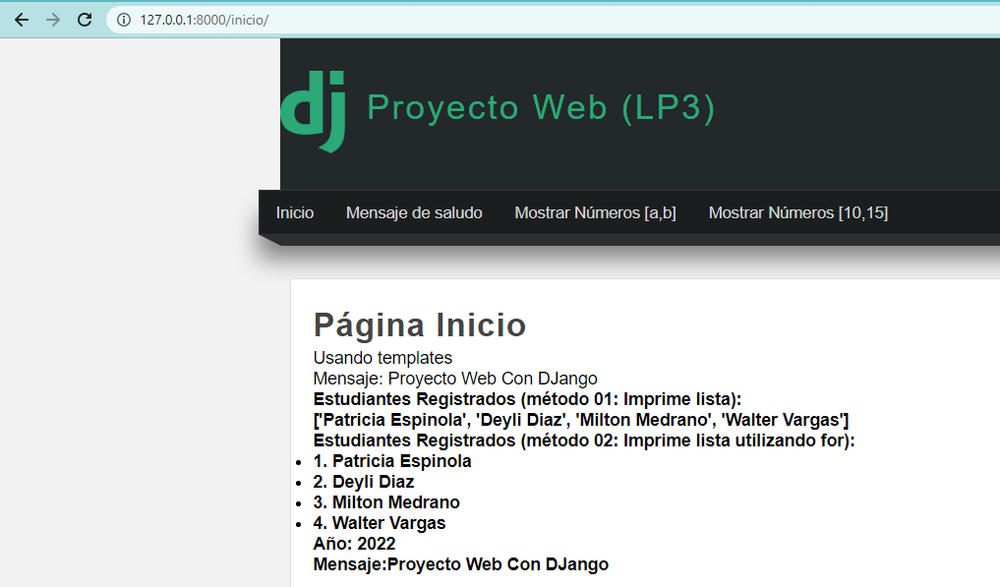 127.0.0.1:8000/inicio/
dj Proyecto Web (LP3)
Inicio Mensaje de saludo Mostrar Números [a,b] Mostrar Números [10,15]
Página Inicio
Usando templates
Mensaje: Proyecto Web Con DJango
Estudiantes Registrados (método 01: Imprime lista):
['Patricia Espinola', 'Deyli Diaz', 'Milton Medrano', 'Walter Vargas']
Estudiantes Registrados (método 02: Imprime lista utilizando for):
• 1. Patricia Espinola
• 2. Deyli Diaz
• 3. Milton Medrano
• 4. Walter Vargas
Año: 2022
Mensaje:Proyecto Web Con DJango